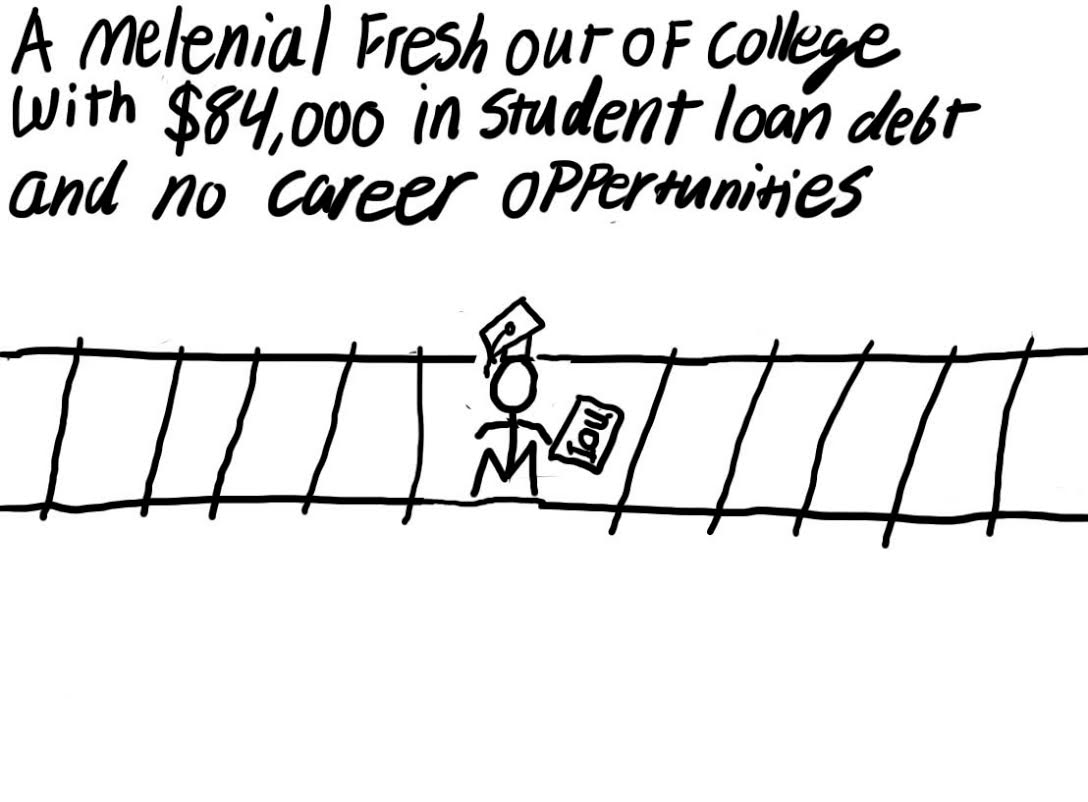 A Melenial Fresh out of college
with $84,000 in student loan debt
and no career oppertunities
IOU